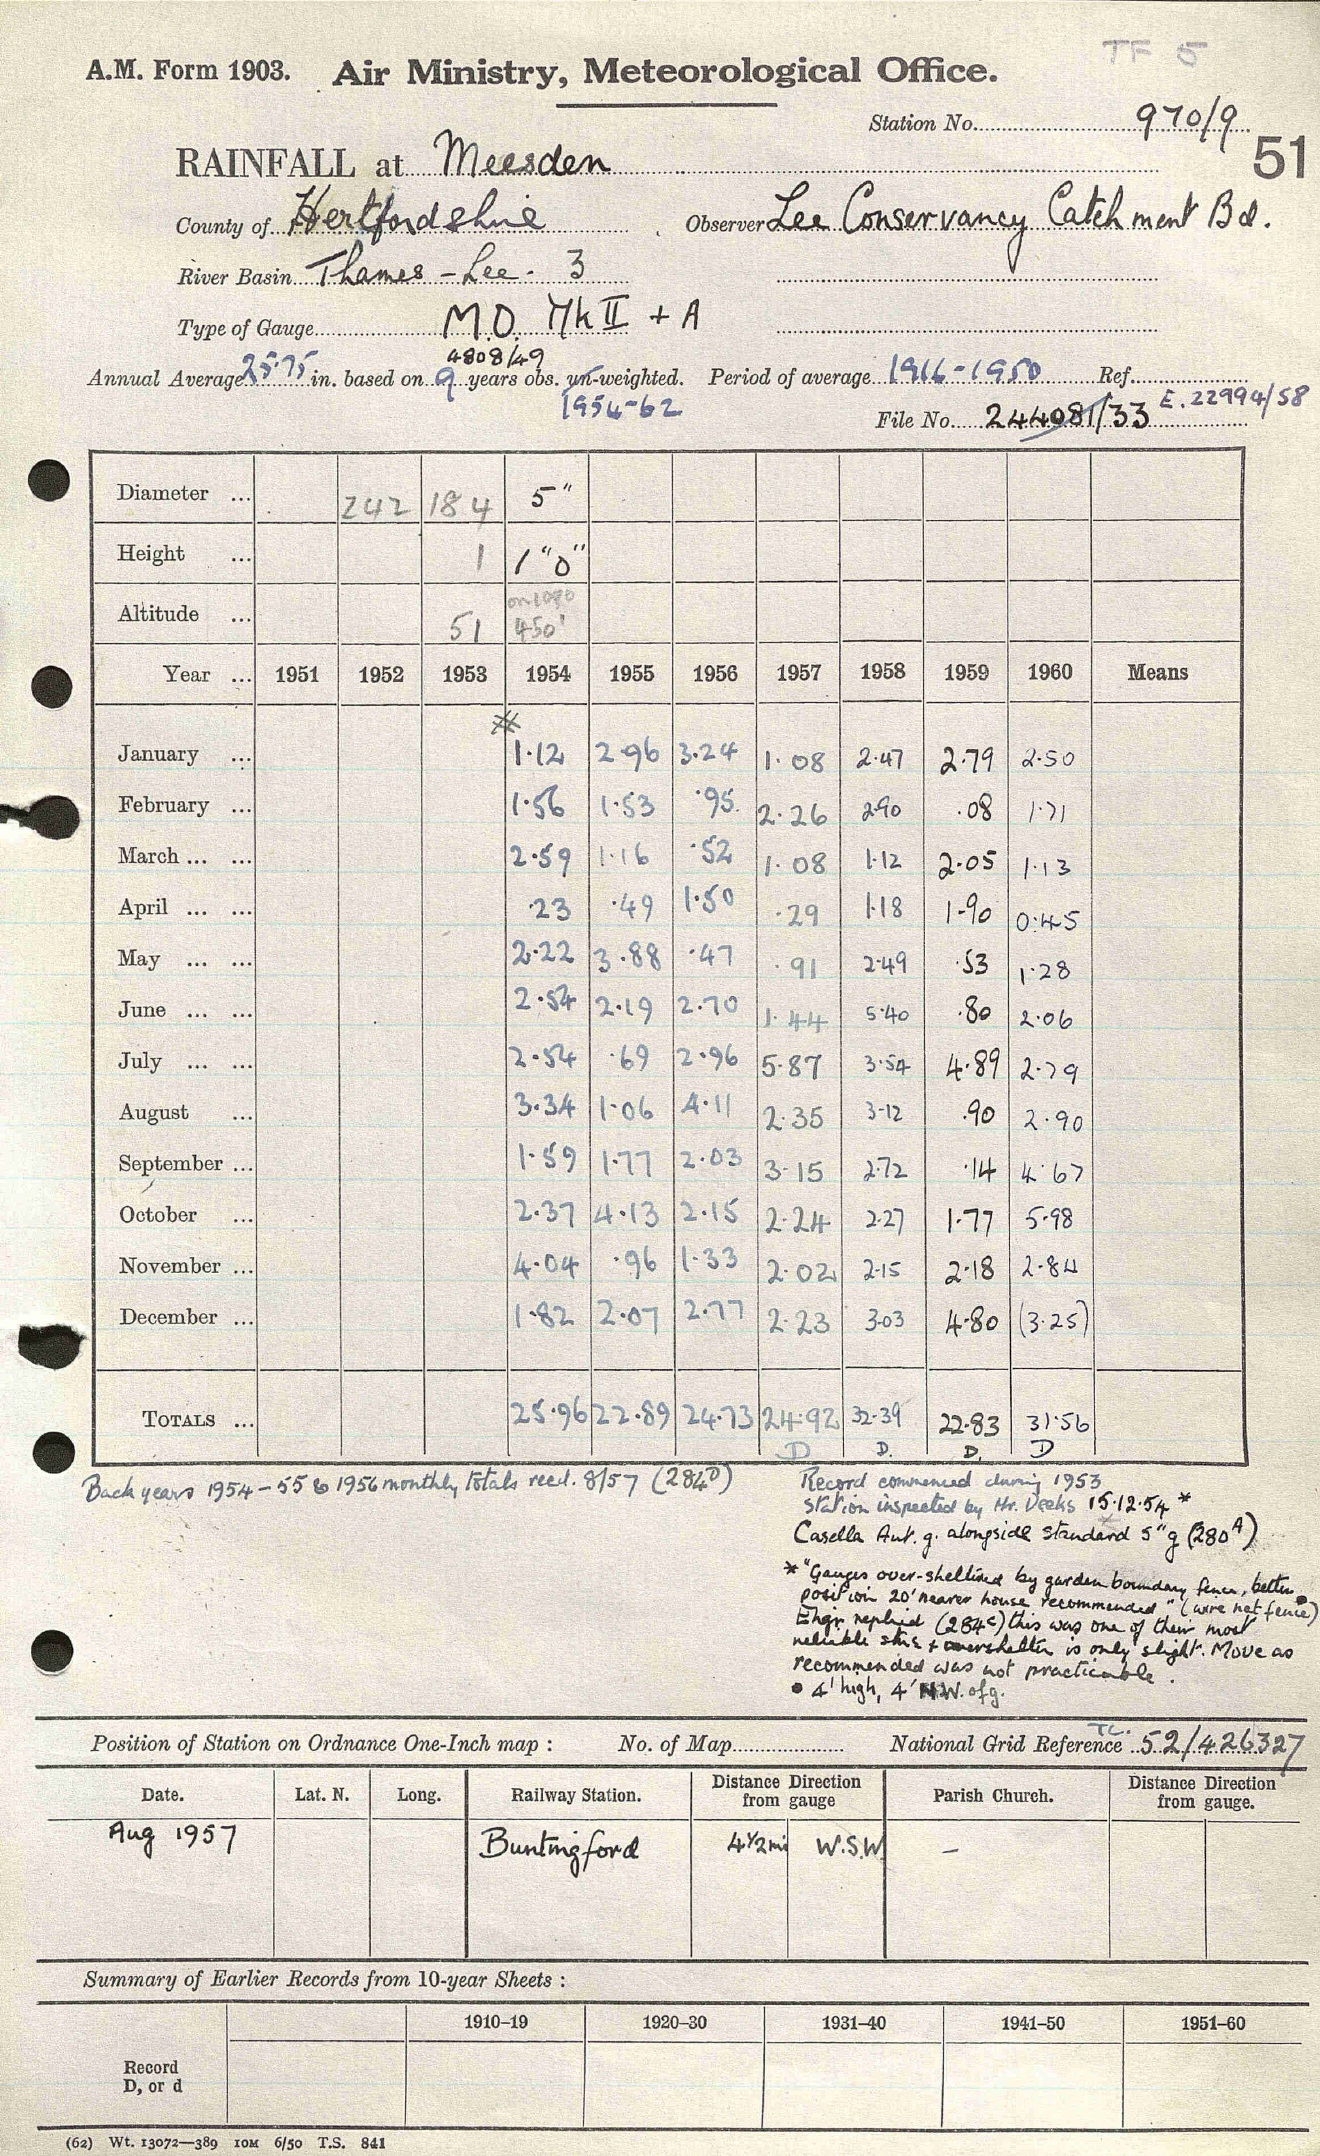 TF 5
A.M. Form 1903. Air Ministry, Meteorological Office.
Station No. 970/9
51
RAINFALL at Meesden
County of Hertfordshire Observer Lee Conservancy Catchment Bd.
River Basin Thames - Lee. 3
Type of Gauge M.O. Mk II + A
4808/49
Annual Average 25.75 in. based on 9 years obs. un-weighted. Period of average 1916-1950 Ref.
1954-62
File No. 244081/33 E.22994/58
Diameter ... 242 184 5"
Height ... 1 1"0"
Altitude ... 51 450'
Year ... 1951 1952 1953 1954 1955 1956 1957 1958 1959 1960 Means
January ... 1.12 2.96 3.24 1.08 2.47 2.79 2.50
February ... 1.56 1.53 .95 2.26 2.90 .08 1.71
March ... ... 2.59 1.16 .52 1.08 1.12 2.05 1.13
April ... ... .23 .49 1.50 .29 1.18 1.90 0.45
May ... ... 2.22 3.88 .47 .91 2.49 .53 1.28
June ... ... 2.54 2.19 2.70 1.44 5.40 .80 2.06
July ... ... 2.54 .69 2.96 5.87 3.54 4.89 2.79
August ... 3.34 1.06 4.11 2.35 3.12 .90 2.90
September ... 1.59 1.77 2.03 3.15 2.72 .14 4.67
October ... 2.37 4.13 2.15 2.24 2.27 1.77 5.98
November ... 4.04 .96 1.33 2.02 2.15 2.18 2.84
December ... 1.82 2.07 2.77 2.23 3.03 4.80 (3.25)
TOTALS ... 25.96 22.89 24.73 24.92 32.39 22.83 31.56
D D. D. D
Back years 1954-55 & 1956 monthly totals recd. 8/57 (284D)
Record commenced during 1953
Station inspected by Mr. Veeks 15.12.54 *
Casella Aut. g. alongside standard 5" g (280A)
* "Gauges over-sheltered by garden boundary fence, better
position 20' nearer house recommended" (wire net fence)
Engr replied (284c) this was one of their most
reliable stns + overshelter is only slight. Move as
recommended was not practicable.
• 4' high, 4' NW. of g.
Position of Station on Ordnance One-Inch map : No. of Map National Grid Reference TL. 52/426327
Date. Lat. N. Long. Railway Station. Distance Direction from gauge Parish Church. Distance Direction from gauge.
Aug 1957 Buntingford 4½mi W.S.W. –
Summary of Earlier Records from 10-year Sheets :
1910–19 1920–30 1931–40 1941–50 1951–60
Record
D, or d
(62) Wt. 13072—389 10M 6/50 T.S. 841